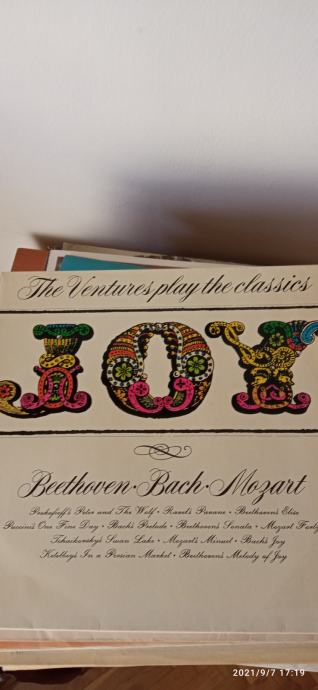 The Ventures play the classics
JOY
Beethoven · Bach · Mozart
Prokofieff's Peter and The Wolf · Ravel's Pavane · Beethoven's Elise
Puccini's One Fine Day · Bach's Prelude · Beethoven's Sonata · Mozart Forty
Tchaikovsky's Swan Lake · Mozart's Minuet · Bach's Joy
Ketelbey's In a Persian Market · Beethoven's Melody of Joy
2021/9/7 17:19